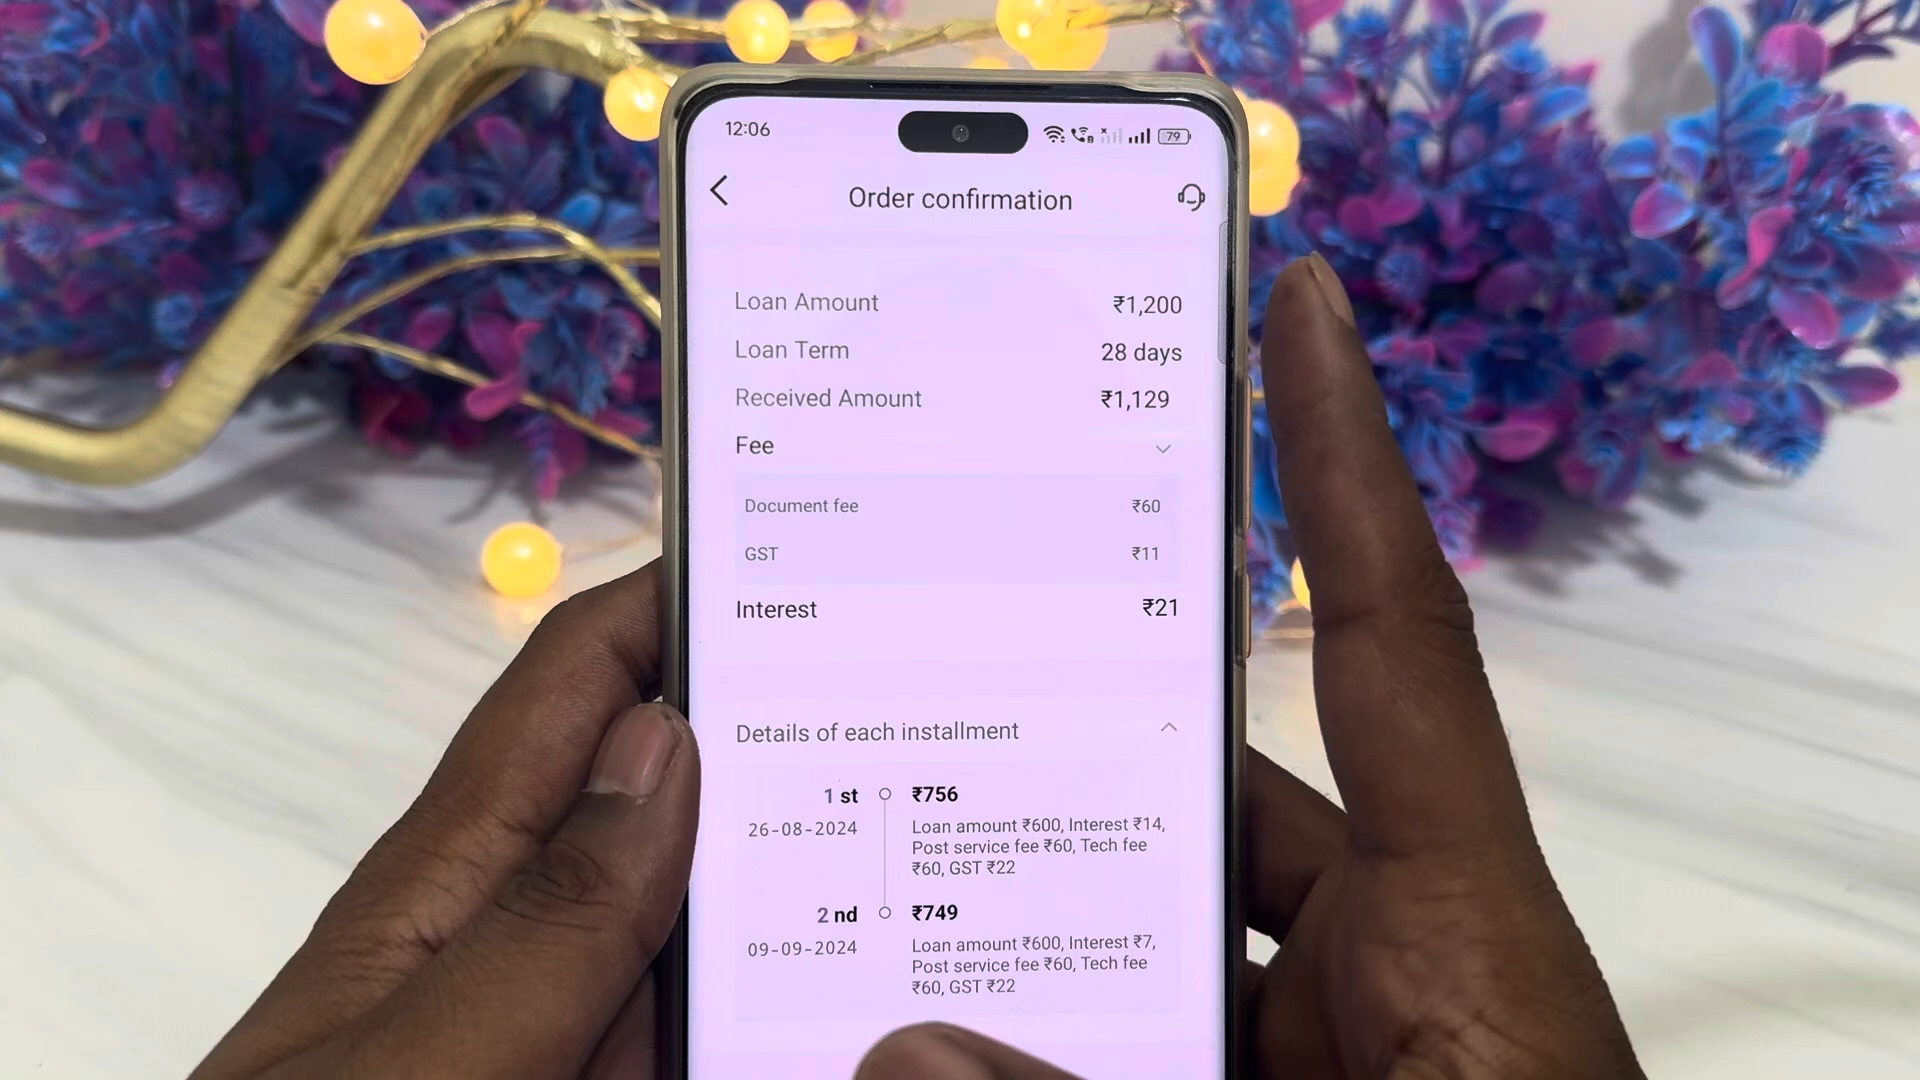 12:06
79
Order confirmation
Loan Amount ₹1,200
Loan Term 28 days
Received Amount ₹1,129
Fee
Document fee ₹60
GST ₹11
Interest ₹21
Details of each installment
1 st ₹756
26-08-2024 Loan amount ₹600, Interest ₹14,
Post service fee ₹60, Tech fee
₹60, GST ₹22
2 nd ₹749
09-09-2024 Loan amount ₹600, Interest ₹7,
Post service fee ₹60, Tech fee
₹60, GST ₹22